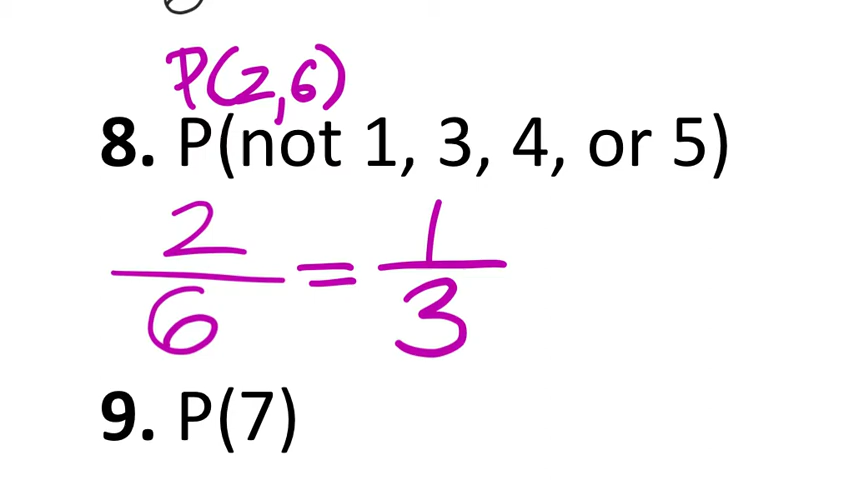 P(2,6)
8. P(not 1, 3, 4, or 5)
2/6 = 1/3
9. P(7)